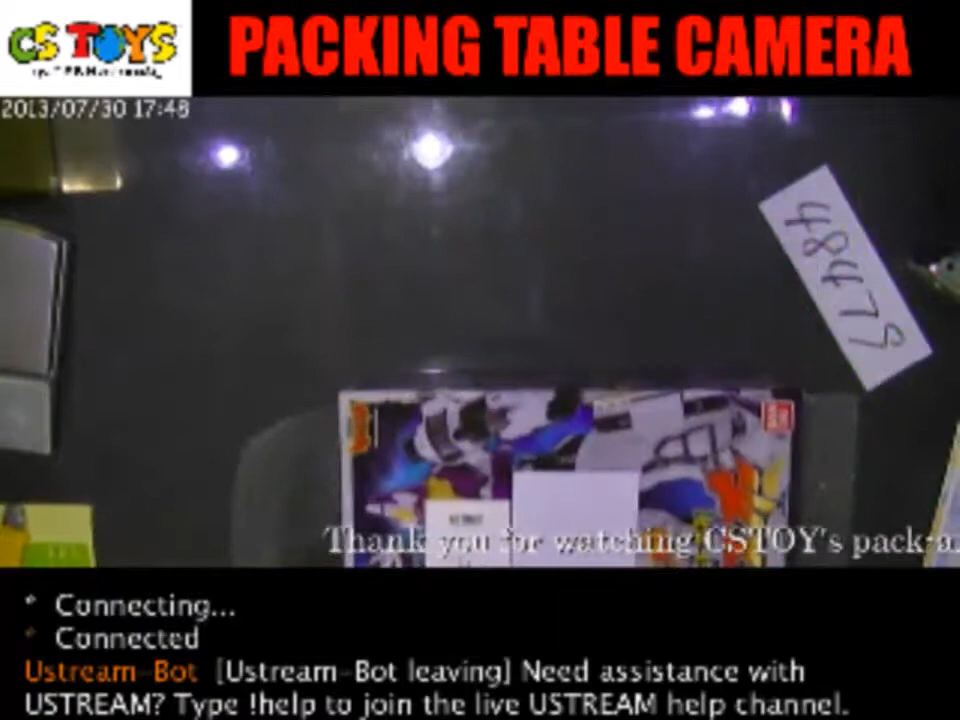 CS TOYS
PACKING TABLE CAMERA
2013/07/30 17:48
48479
Thank you for watching CSTOY's pack-a
* Connecting...
* Connected
Ustream-Bot [Ustream-Bot leaving] Need assistance with
USTREAM? Type !help to join the live USTREAM help channel.